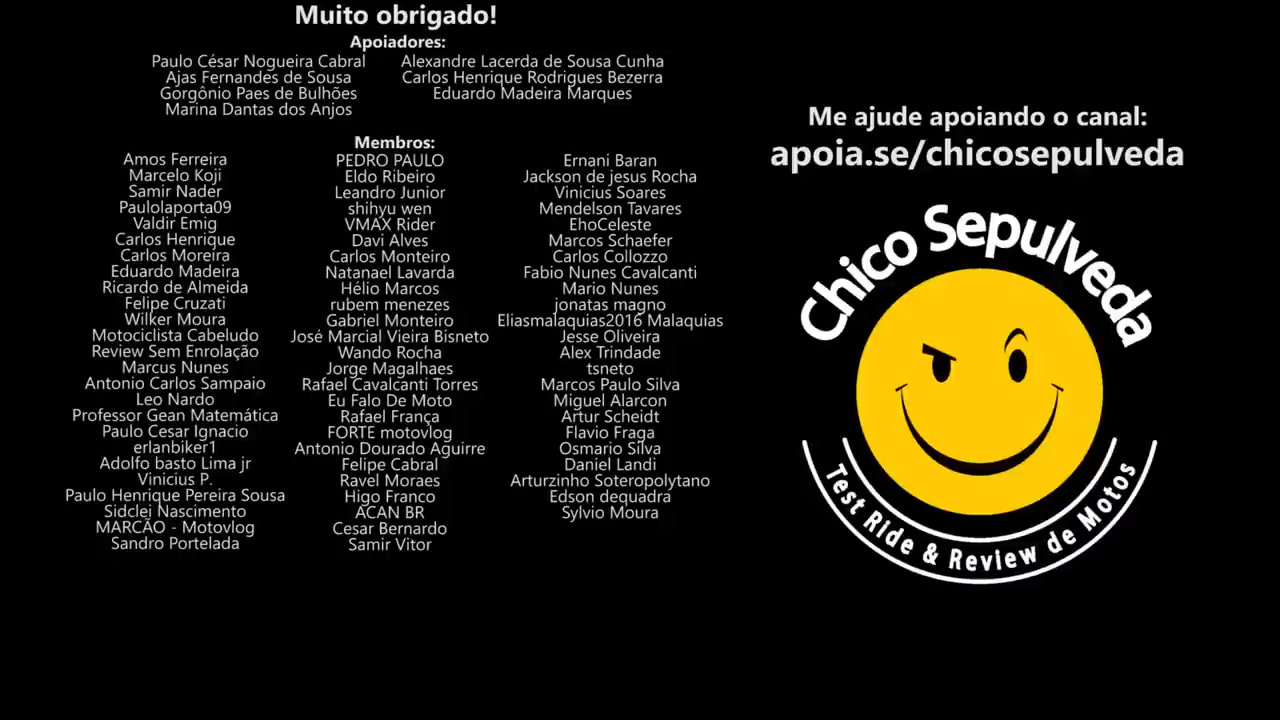 Muito obrigado!
Apoiadores:
Paulo César Nogueira Cabral
Ajas Fernandes de Sousa
Gorgônio Paes de Bulhões
Marina Dantas dos Anjos
Alexandre Lacerda de Sousa Cunha
Carlos Henrique Rodrigues Bezerra
Eduardo Madeira Marques
Membros:
Amos Ferreira
Marcelo Koji
Samir Nader
Paulolaporta09
Valdir Emig
Carlos Henrique
Carlos Moreira
Eduardo Madeira
Ricardo de Almeida
Felipe Cruzati
Wilker Moura
Motociclista Cabeludo
Review Sem Enrolação
Marcus Nunes
Antonio Carlos Sampaio
Leo Nardo
Professor Gean Matemática
Paulo Cesar Ignacio
erlanbiker1
Adolfo basto Lima jr
Vinicius P.
Paulo Henrique Pereira Sousa
Sidclei Nascimento
MARCÃO - Motovlog
Sandro Portelada
PEDRO PAULO
Eldo Ribeiro
Leandro Junior
shihyu wen
VMAX Rider
Davi Alves
Carlos Monteiro
Natanael Lavarda
Hélio Marcos
rubem menezes
Gabriel Monteiro
José Marcial Vieira Bisneto
Wando Rocha
Jorge Magalhaes
Rafael Cavalcanti Torres
Eu Falo De Moto
Rafael França
FORTE motovlog
Antonio Dourado Aguirre
Felipe Cabral
Ravel Moraes
Higo Franco
ACAN BR
Cesar Bernardo
Samir Vitor
Ernani Baran
Jackson de jesus Rocha
Vinicius Soares
Mendelson Tavares
EhoCeleste
Marcos Schaefer
Carlos Collozzo
Fabio Nunes Cavalcanti
Mario Nunes
jonatas magno
Eliasmalaquias2016 Malaquias
Jesse Oliveira
Alex Trindade
tsneto
Marcos Paulo Silva
Miguel Alarcon
Artur Scheidt
Flavio Fraga
Osmario Silva
Daniel Landi
Arturzinho Soteropolytano
Edson dequadra
Sylvio Moura
Me ajude apoiando o canal:
apoia.se/chicosepulveda
Chico Sepulveda
Test Ride & Review de Motos